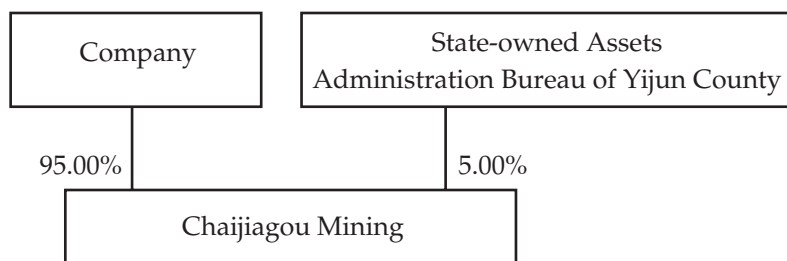 Company
State-owned Assets
Administration Bureau of Yijun County
95.00%
5.00%
Chaijiagou Mining